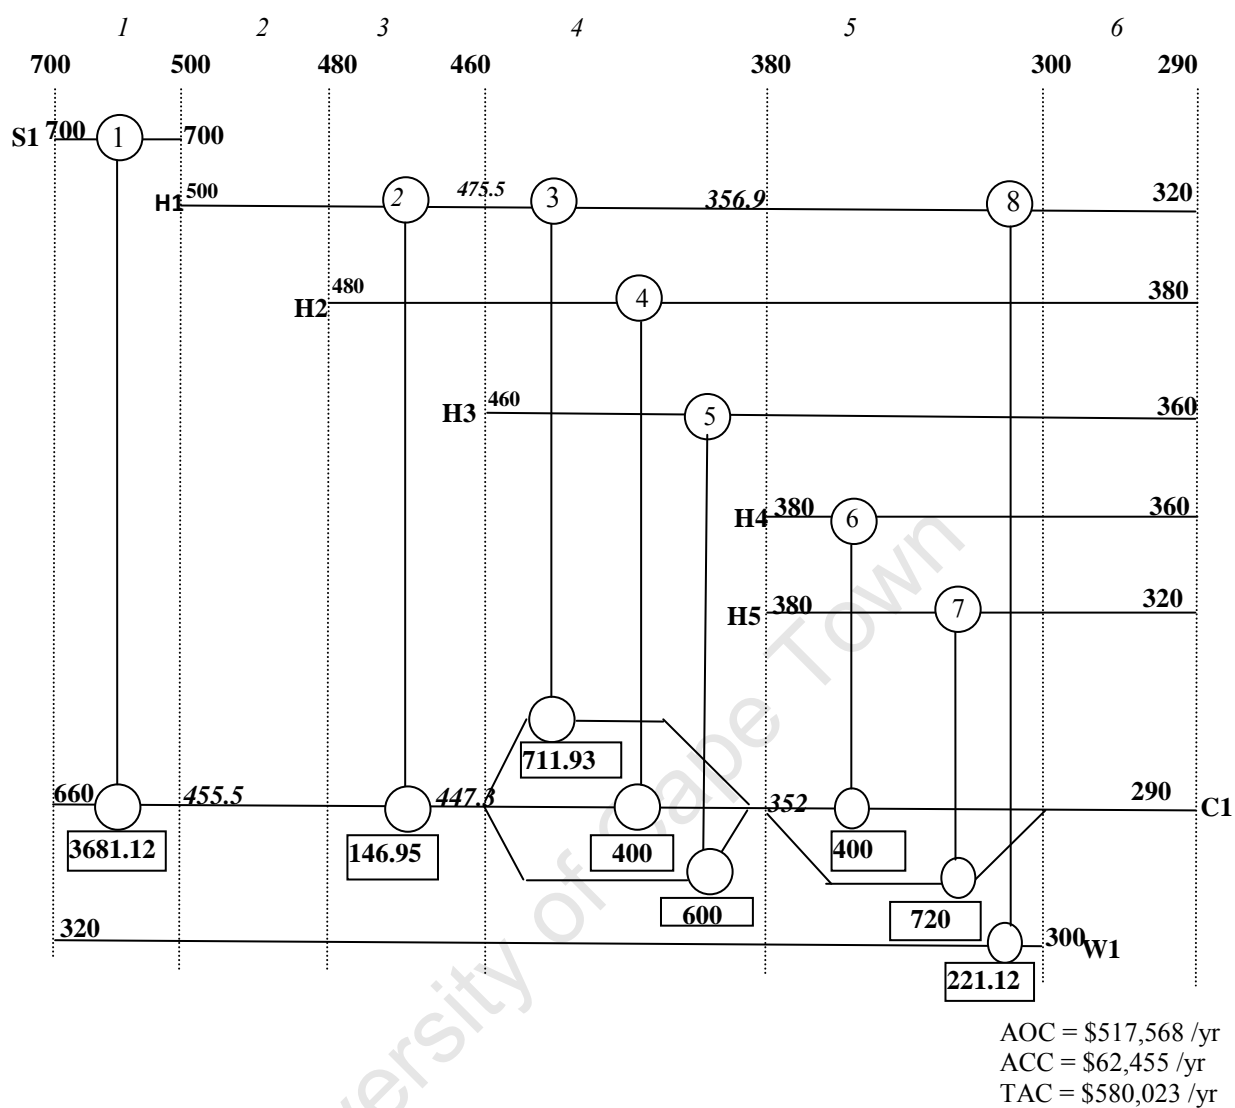 1 2 3 4 5 6
700 500 480 460 380 300 290
S1 700 1 700
H1 500 2 475.5 3 356.9 8 320
H2 480 4 380
H3 460 5 360
H4 380 6 360
H5 380 7 320
711.93
660 455.5 447.3 352 290 C1
3681.12 146.95 400 400
600 720
320 300 W1
221.12
University of Cape Town
AOC = $517,568 /yr
ACC = $62,455 /yr
TAC = $580,023 /yr